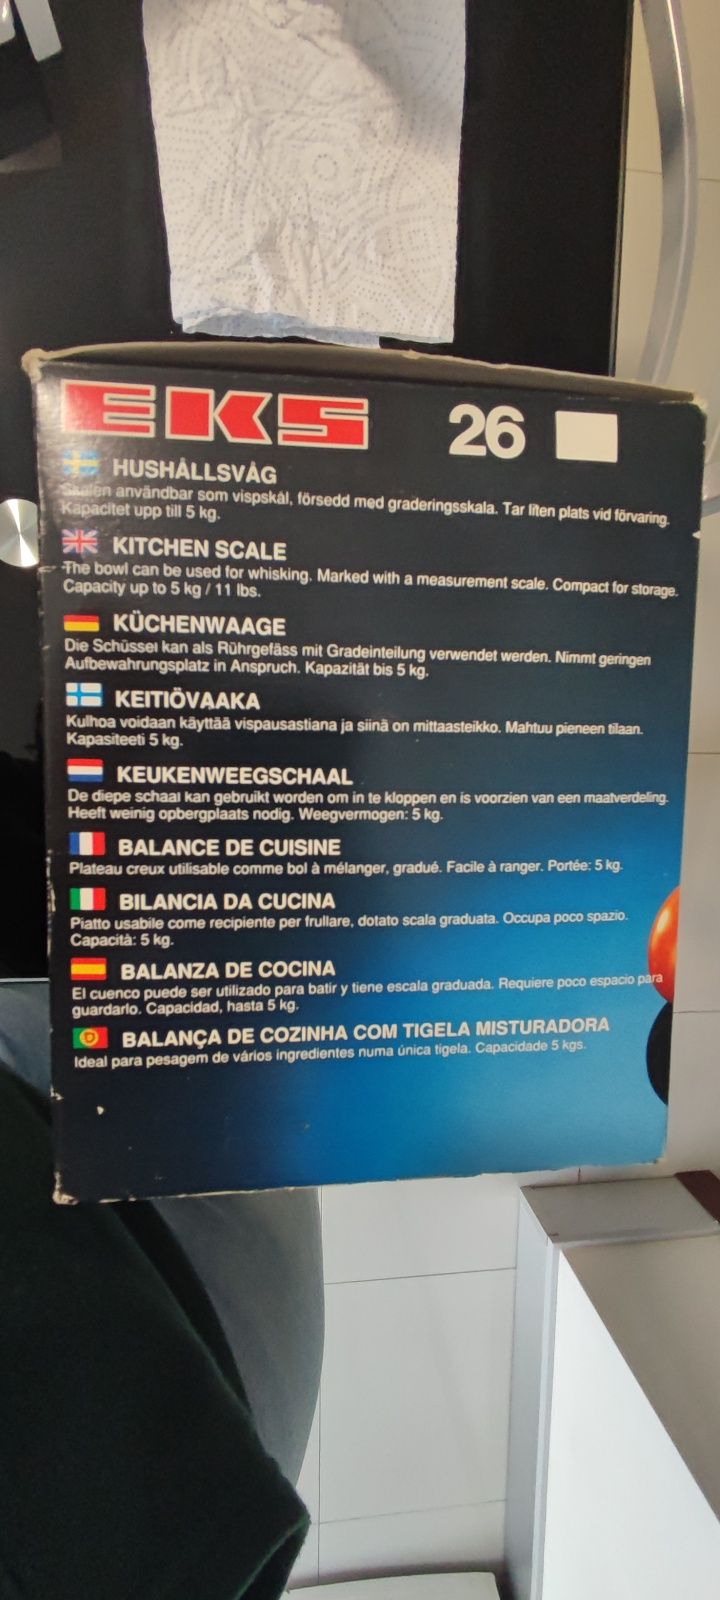 EKS 26
HUSHÅLLSVÅG
Skålen användbar som vispskål, försedd med graderingsskala. Tar liten plats vid förvaring.
Kapacitet upp till 5 kg.
KITCHEN SCALE
The bowl can be used for whisking. Marked with a measurement scale. Compact for storage.
Capacity up to 5 kg / 11 lbs.
KÜCHENWAAGE
Die Schüssel kan als Rührgefäss mit Gradeinteilung verwendet werden. Nimmt geringen
Aufbewahrungsplatz in Anspruch. Kapazität bis 5 kg.
KEITIÖVAAKA
Kulhoa voidaan käyttää vispausastiana ja siinä on mittaasteikko. Mahtuu pieneen tilaan.
Kapasiteeti 5 kg.
KEUKENWEEGSCHAAL
De diepe schaal kan gebruikt worden om in te kloppen en is voorzien van een maatverdeling.
Heeft weinig opbergplaats nodig. Weegvermogen: 5 kg.
BALANCE DE CUISINE
Plateau creux utilisable comme bol à mélanger, gradué. Facile à ranger. Portée: 5 kg.
BILANCIA DA CUCINA
Piatto usabile come recipiente per frullare, dotato scala graduata. Occupa poco spazio.
Capacità: 5 kg.
BALANZA DE COCINA
El cuenco puede ser utilizado para batir y tiene escala graduada. Requiere poco espacio para
guardarlo. Capacidad, hasta 5 kg.
BALANÇA DE COZINHA COM TIGELA MISTURADORA
Ideal para pesagem de vários ingredientes numa única tigela. Capacidade 5 kgs.